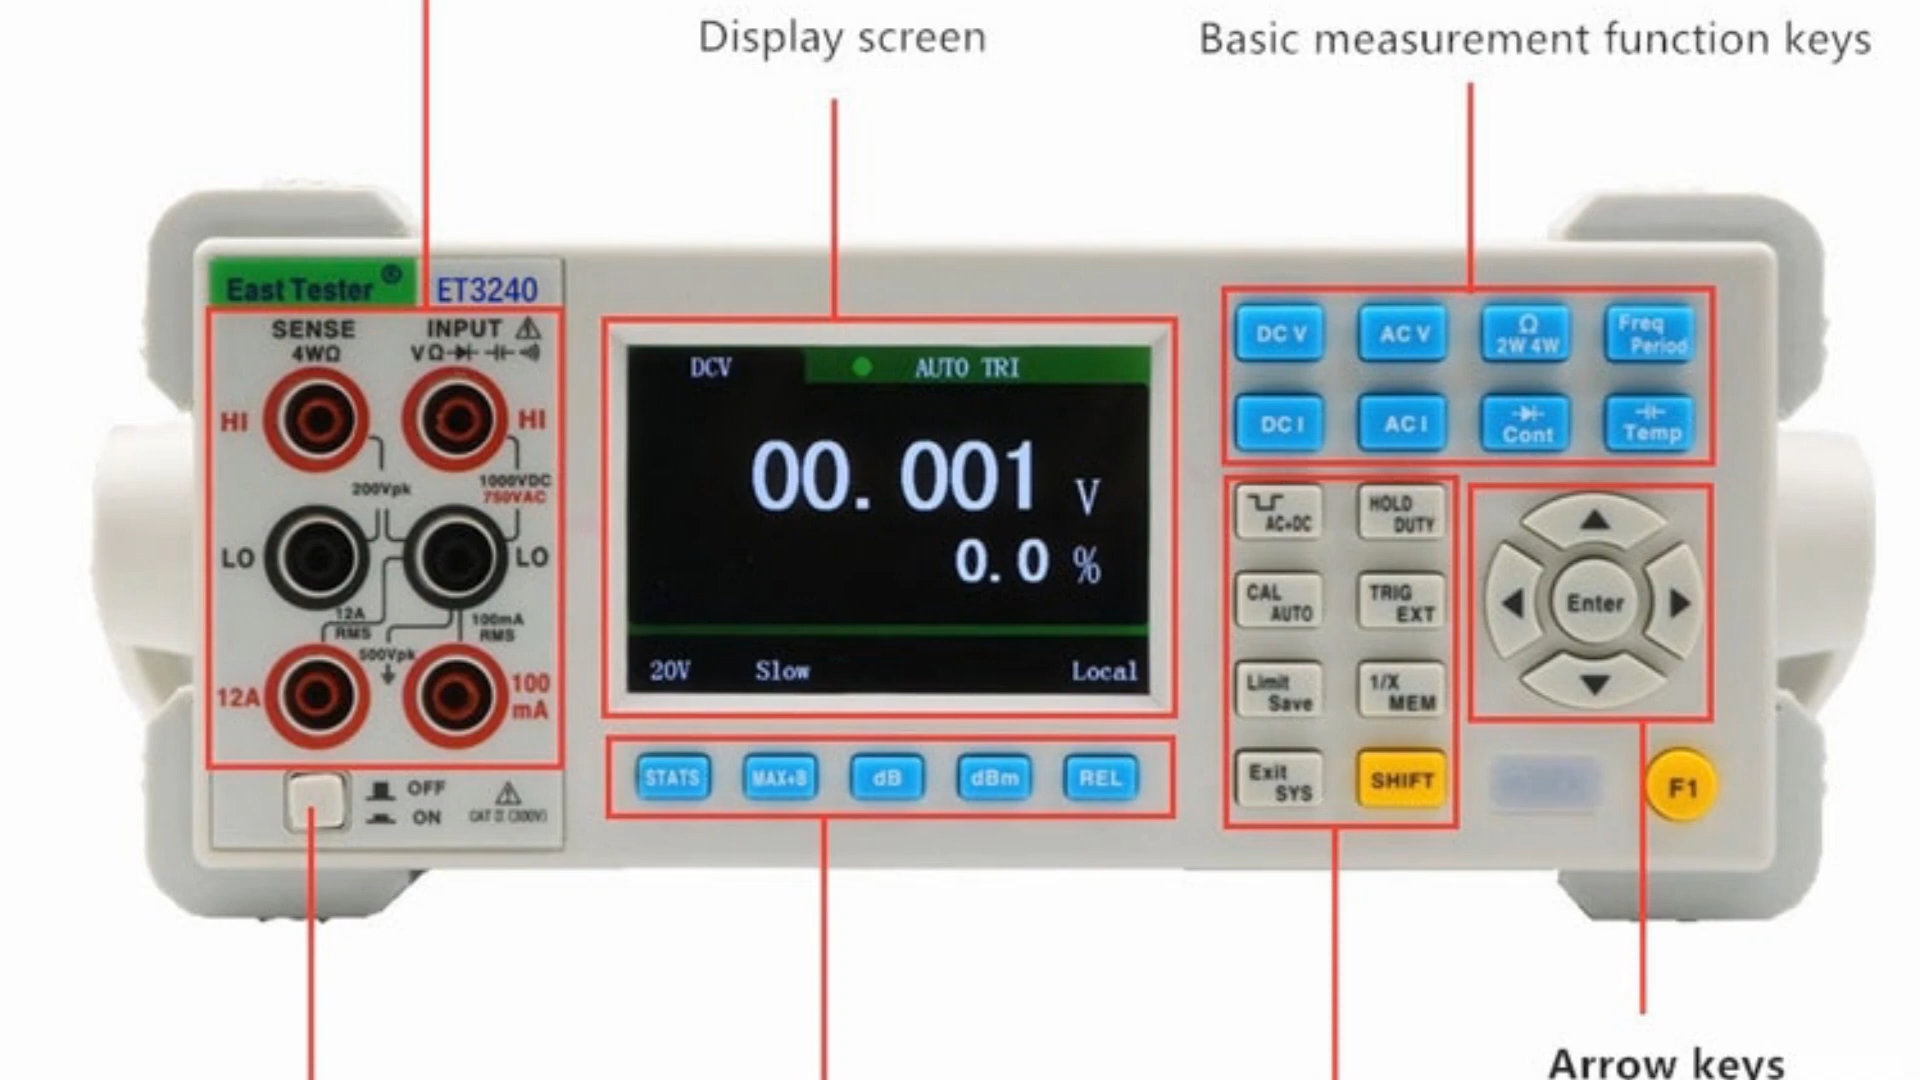 Display screen
Basic measurement function keys
East Tester ®
ET3240
SENSE
4WΩ
INPUT
V Ω
HI
HI
200Vpk
1000VDC
750VAC
LO
LO
12A
RMS
100mA
RMS
500Vpk
12A
100
mA
OFF
ON
CAT II (300V)
DCV
AUTO TRI
00.001 V
0.0 %
20V Slow Local
STATS
MAX+B
dB
dBm
REL
DC V
AC V
Ω
2W 4W
Freq
Period
DC I
AC I
Cont
Temp
AC+DC
HOLD
DUTY
CAL
AUTO
TRIG
EXT
Limit
Save
1/X
MEM
Exit
SYS
SHIFT
Enter
F1
Arrow keys